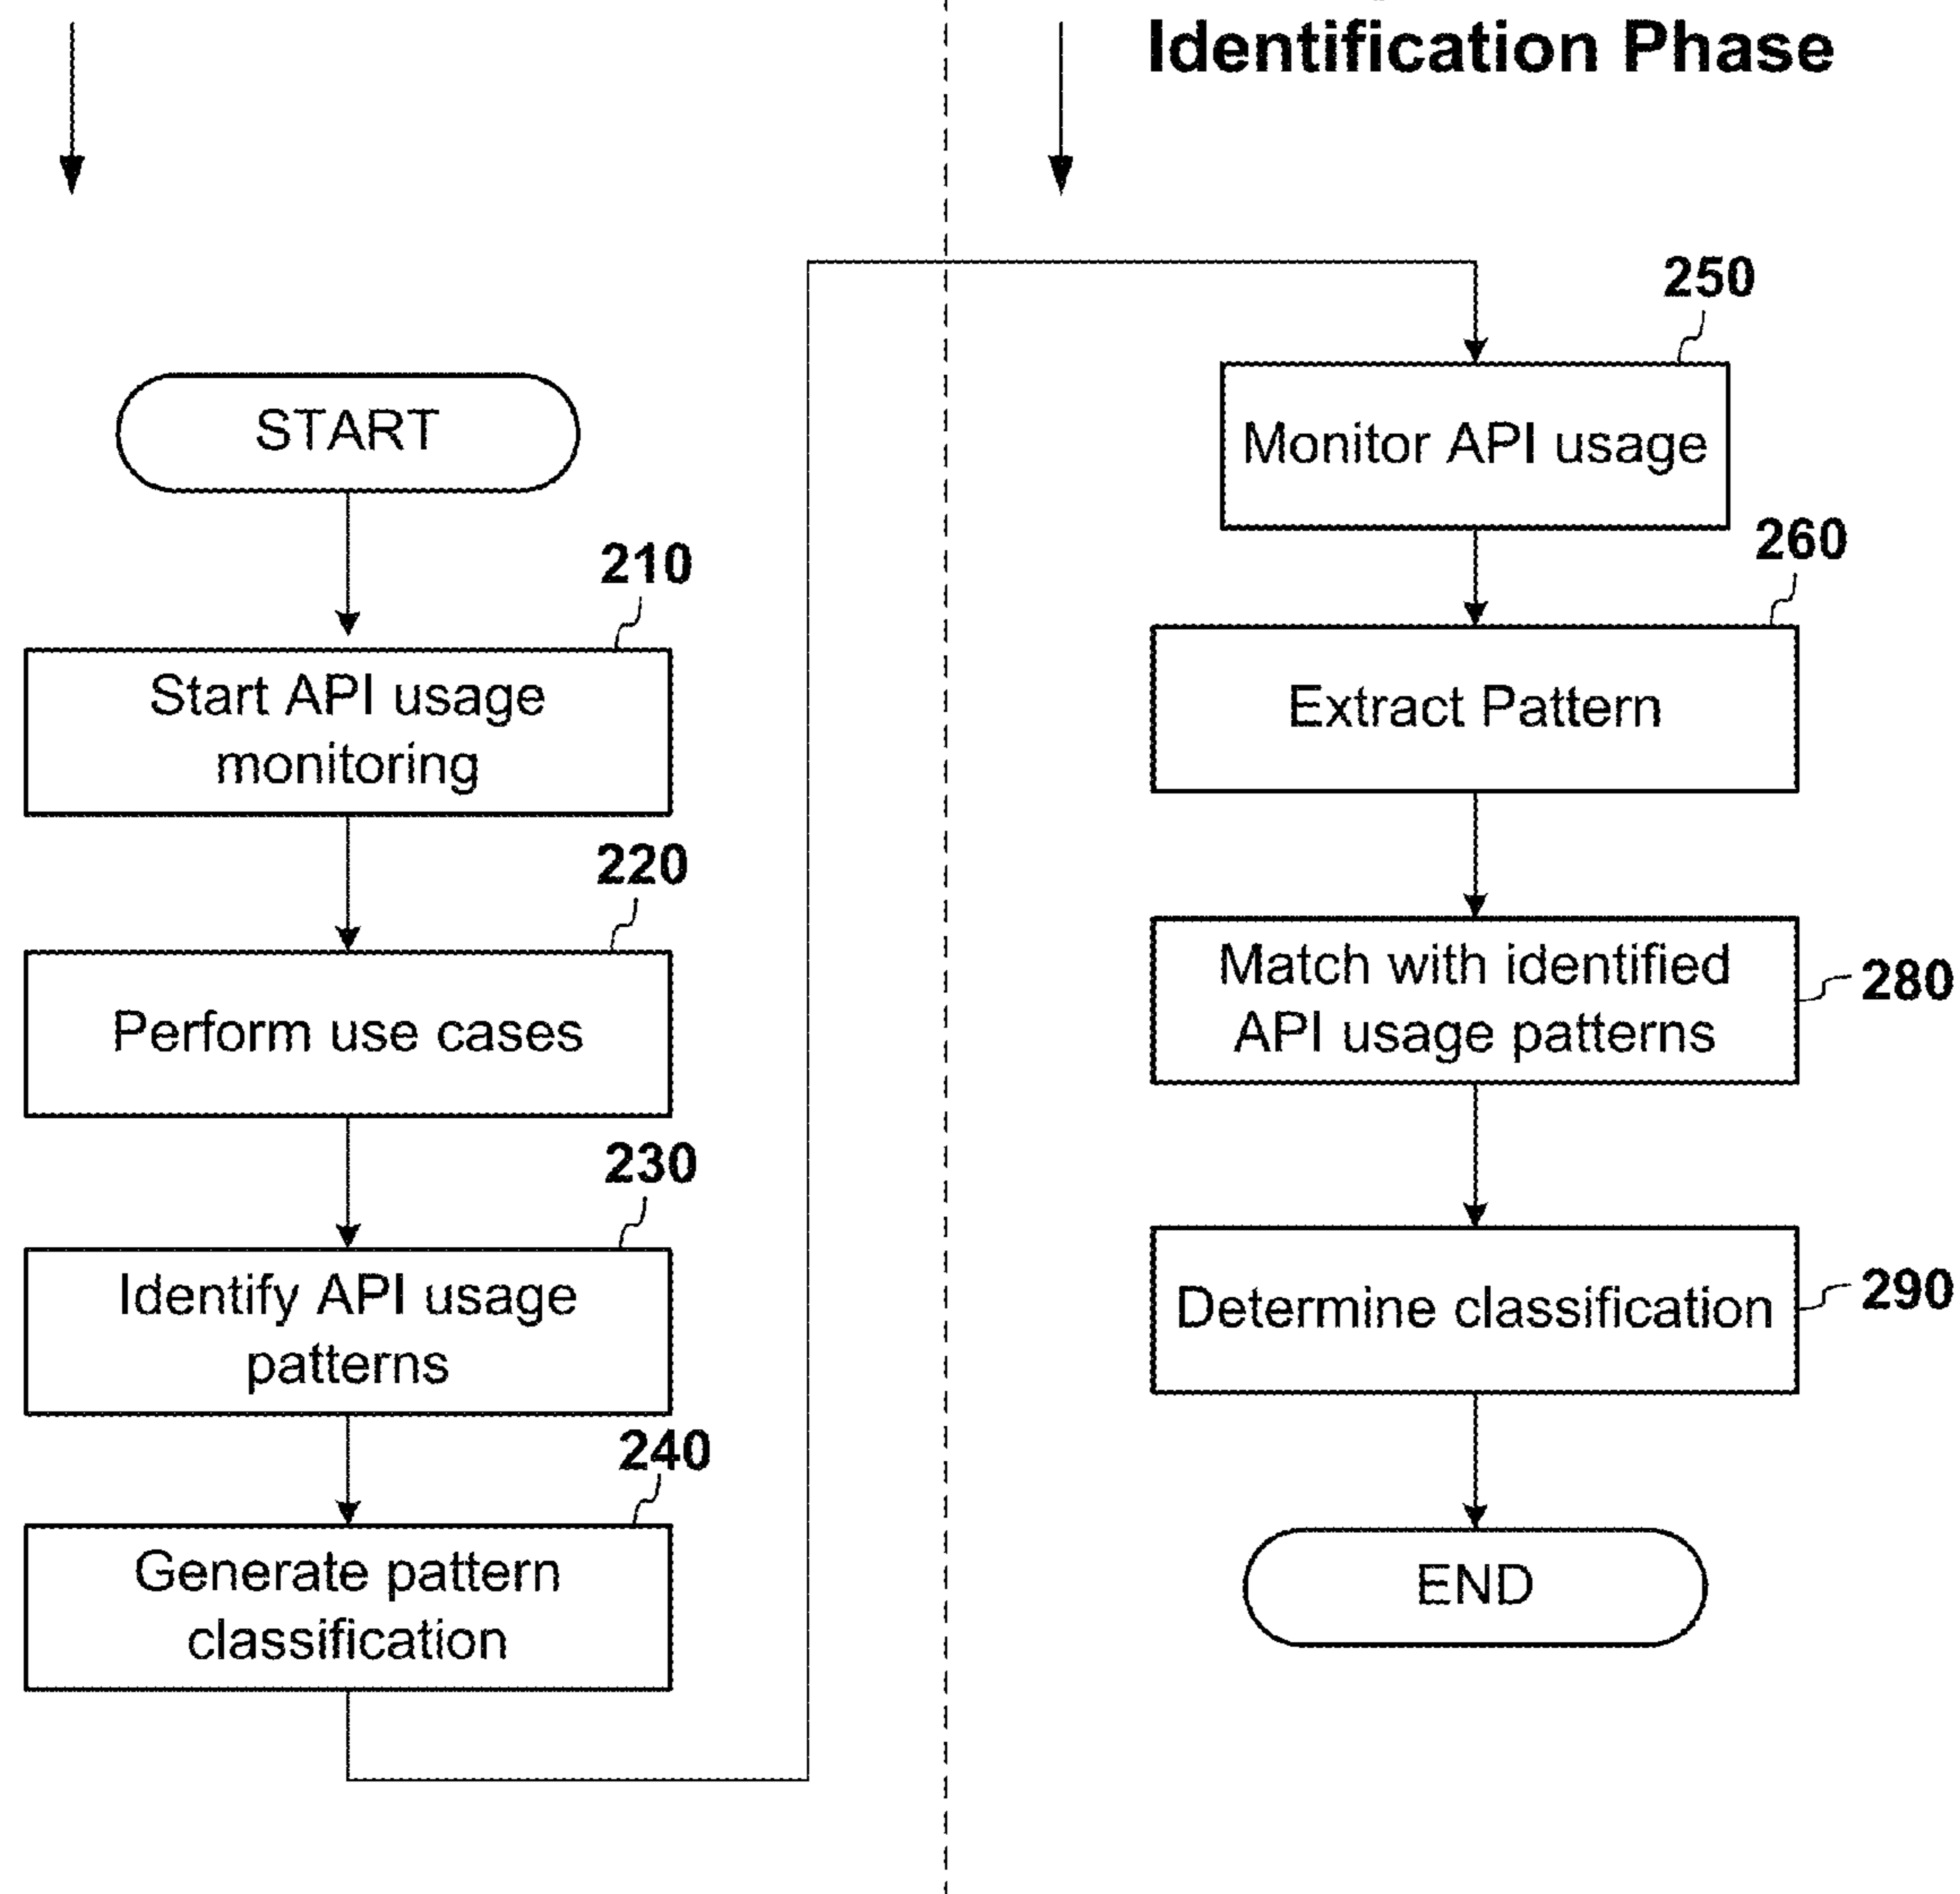 Identification Phase
START
210
Start API usage
monitoring
220
Perform use cases
230
Identify API usage
patterns
240
Generate pattern
classification
250
Monitor API usage
260
Extract Pattern
Match with identified
API usage patterns
280
Determine classification
290
END